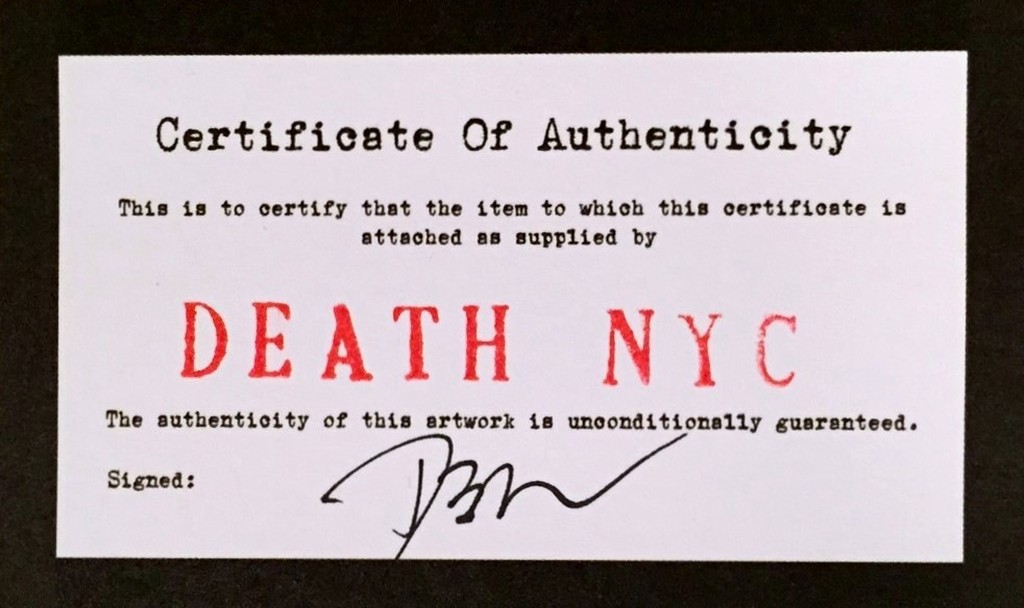 Certificate Of Authenticity
This is to certify that the item to which this certificate is
attached as supplied by
DEATH NYC
The authenticity of this artwork is unconditionally guaranteed.
Signed: